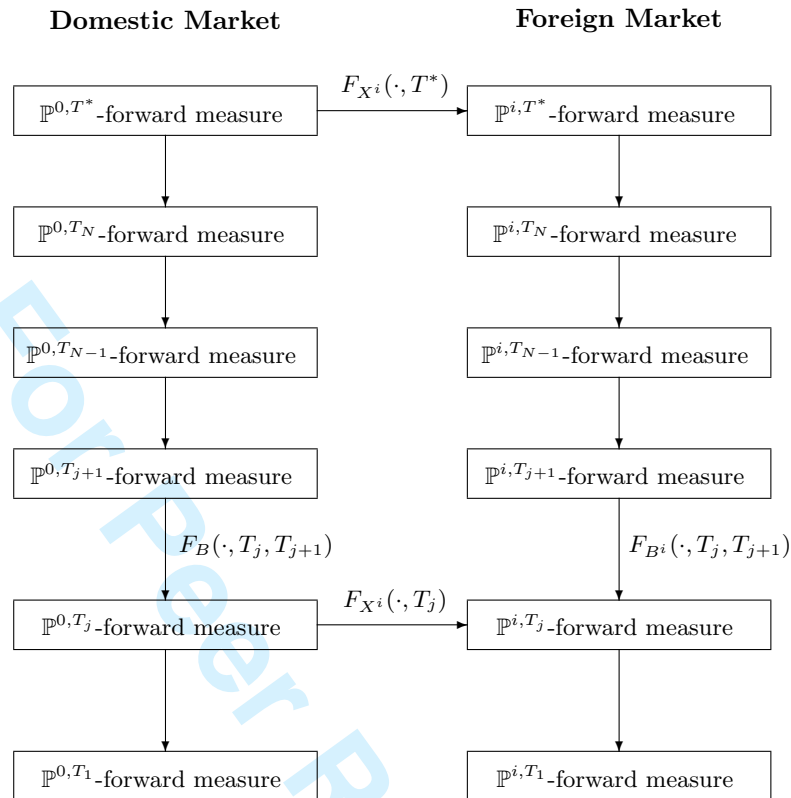 Domestic Market
Foreign Market
F_{X^i}(·, T^*)
ℙ^{0,T^*}-forward measure
ℙ^{i,T^*}-forward measure
ℙ^{0,T_N}-forward measure
ℙ^{i,T_N}-forward measure
ℙ^{0,T_{N−1}}-forward measure
ℙ^{i,T_{N−1}}-forward measure
ℙ^{0,T_{j+1}}-forward measure
ℙ^{i,T_{j+1}}-forward measure
F_B(·, T_j, T_{j+1})
F_{B^i}(·, T_j, T_{j+1})
F_{X^i}(·, T_j)
ℙ^{0,T_j}-forward measure
ℙ^{i,T_j}-forward measure
ℙ^{0,T_1}-forward measure
ℙ^{i,T_1}-forward measure
For Peer R